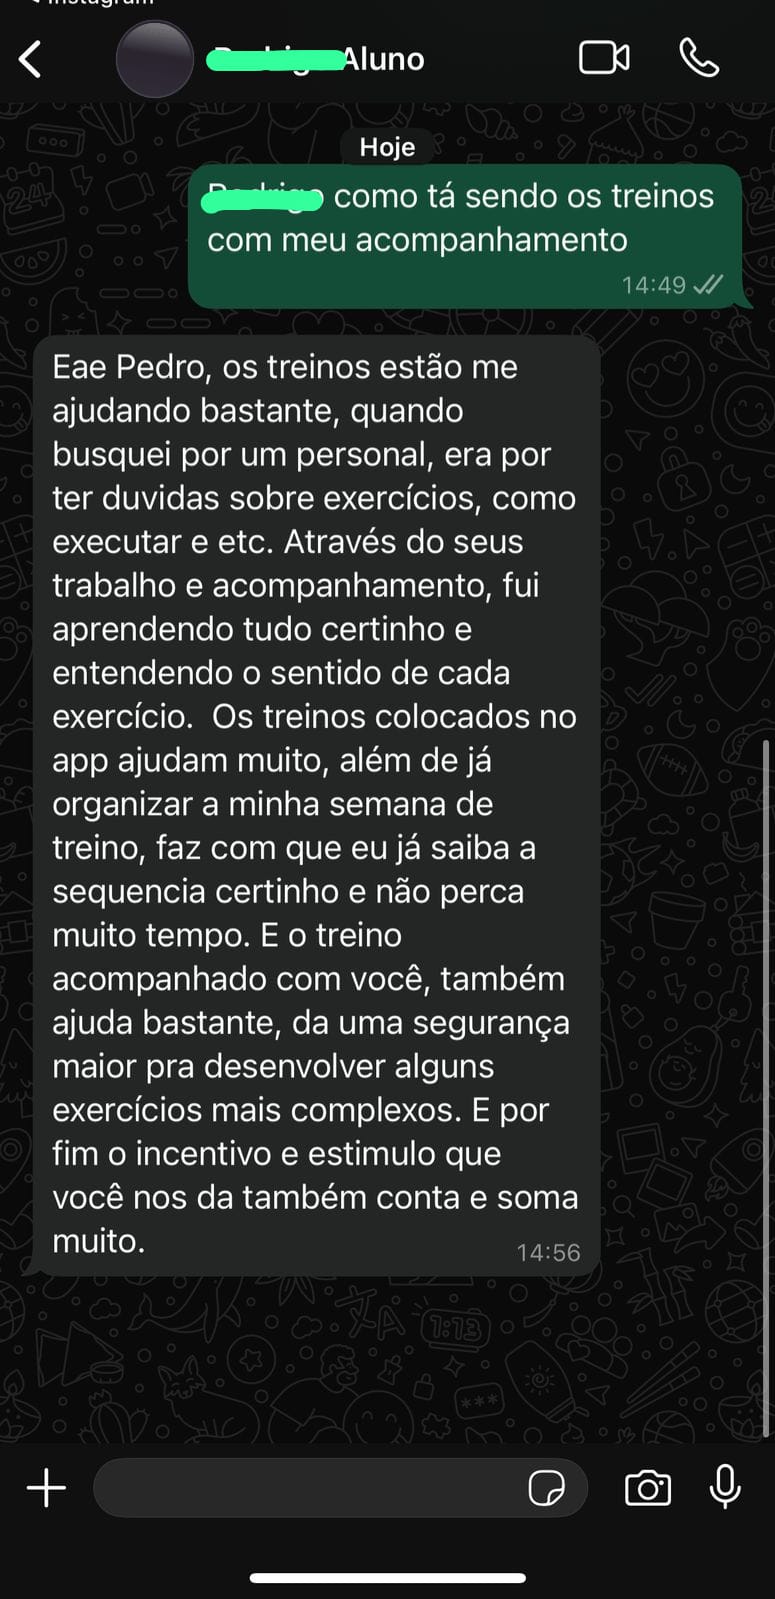 Aluno
Hoje
como tá sendo os treinos
com meu acompanhamento
14:49
Eae Pedro, os treinos estão me
ajudando bastante, quando
busquei por um personal, era por
ter duvidas sobre exercícios, como
executar e etc. Através do seus
trabalho e acompanhamento, fui
aprendendo tudo certinho e
entendendo o sentido de cada
exercício.  Os treinos colocados no
app ajudam muito, além de já
organizar a minha semana de
treino, faz com que eu já saiba a
sequencia certinho e não perca
muito tempo. E o treino
acompanhado com você, também
ajuda bastante, da uma segurança
maior pra desenvolver alguns
exercícios mais complexos. E por
fim o incentivo e estimulo que
você nos da também conta e soma
muito.
14:56